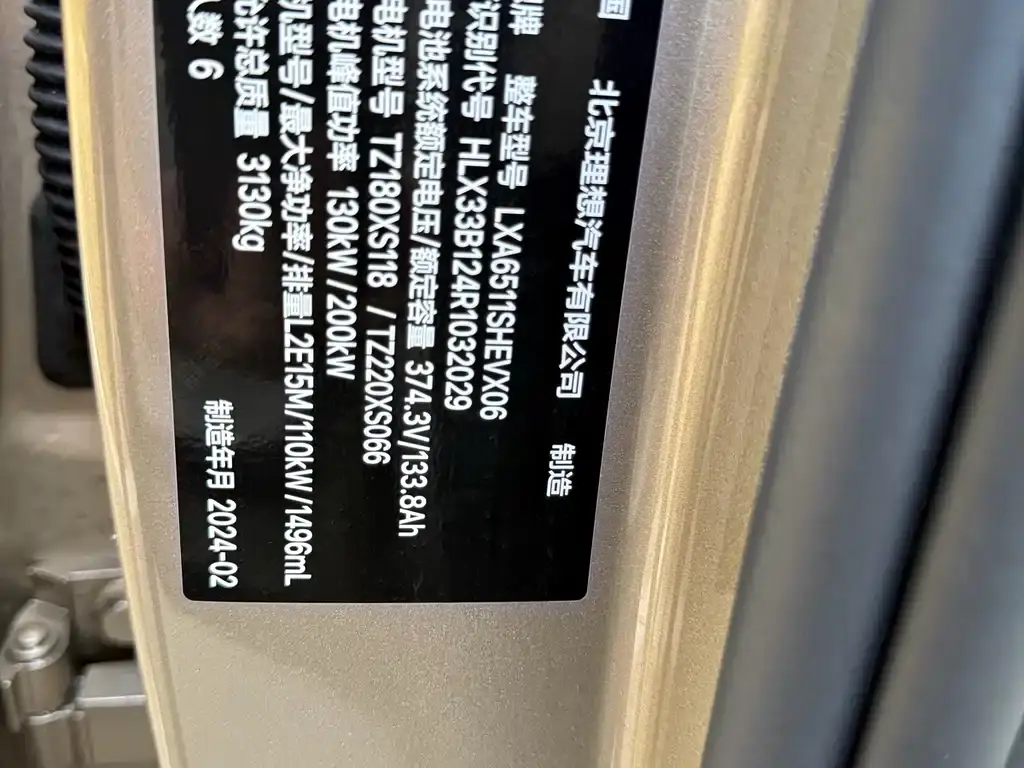 国
北京理想汽车有限公司 制造
牌 整车型号 LXA6511SHEVX06
识别代号 HLX33B124R1032029
电池系统额定电压/额定容量 374.3V/133.8Ah
电机型号 TZ180XS118 / TZ220XS066
电机峰值功率 130kW / 200kW
机型号/最大净功率/排量L2E15M/110kW/1496mL
允许总质量 3130kg
人数 6 制造年月 2024-02